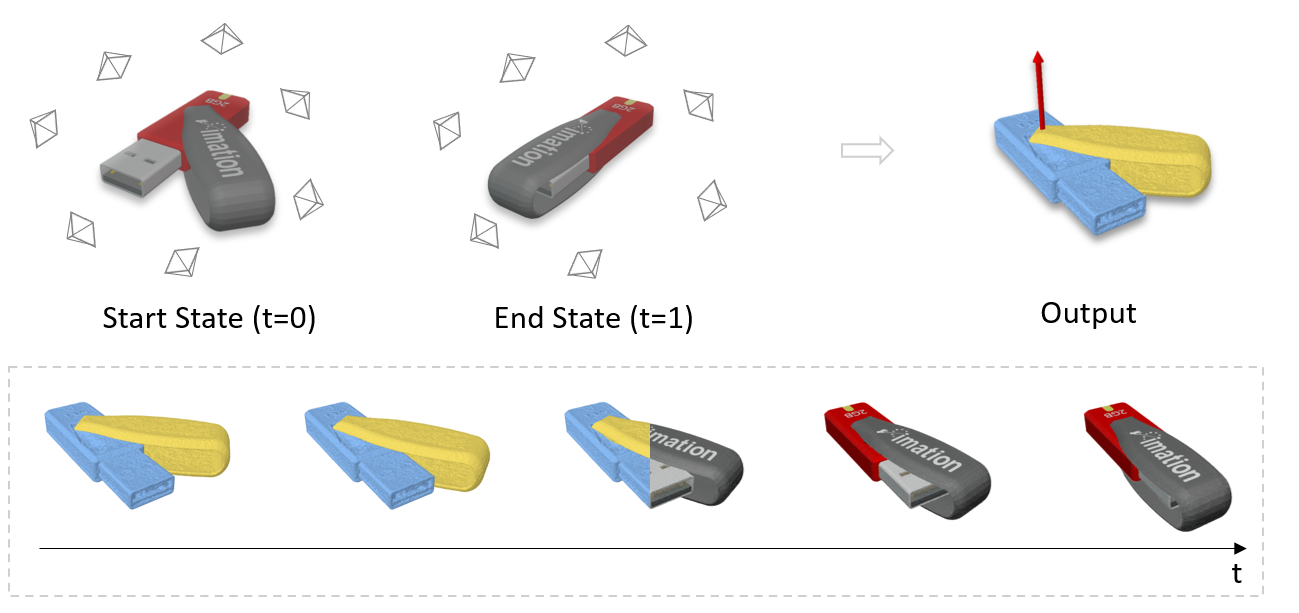 2GB
imation
2GB
imation
Start State (t=0)
End State (t=1)
Output
imation
2GB
imation
2GB
imation
t